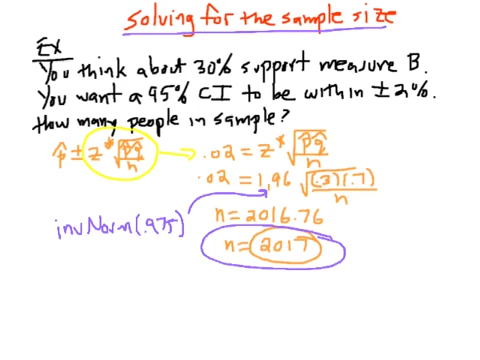 Solving for the sample size
Ex
You think about 30% support measure B.
You want a 95% CI to be within ±2%.
How many people in sample?
p̂ ± z* √(p̂q̂/n) → .02 = z* √(p̂q̂/n)
.02 = 1.96 √((.3)(.7)/n)
invNorm(.975)
n = 2016.76
n = 2017